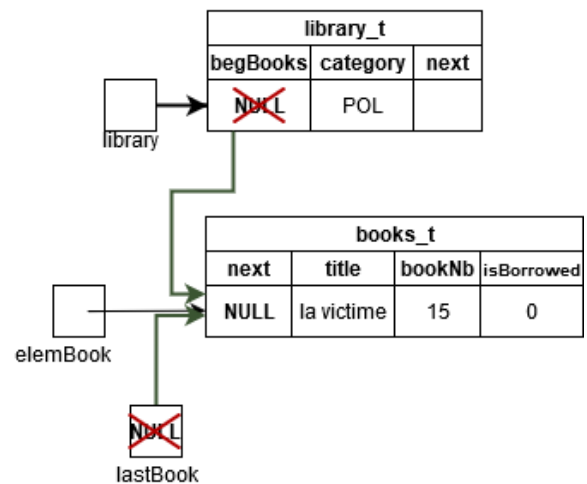 library_t
begBooks category next
NULL POL
library
books_t
next title bookNb isBorrowed
NULL la victime 15 0
elemBook
NULL
lastBook